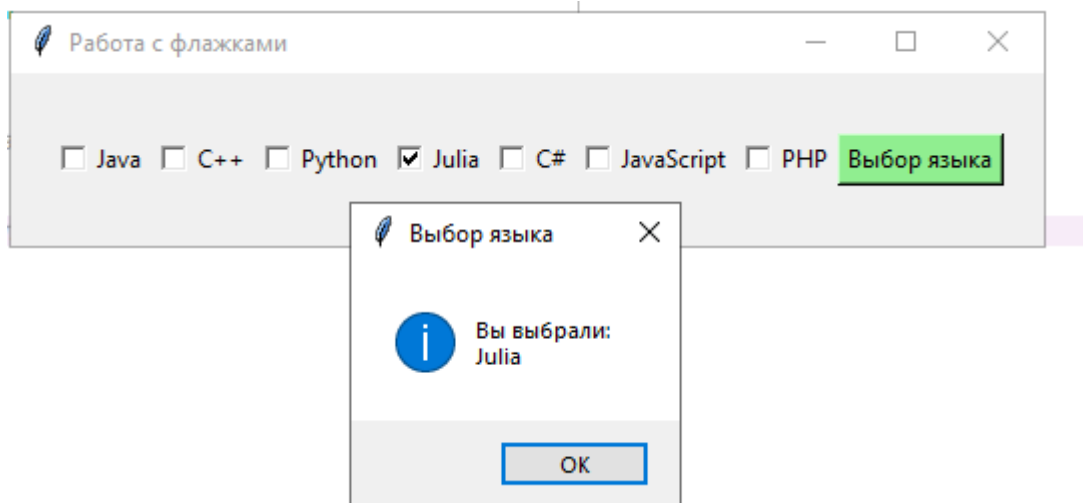 Работа с флажками
Java C++ Python Julia C# JavaScript PHP Выбор языка
Выбор языка
Вы выбрали:
Julia
OK